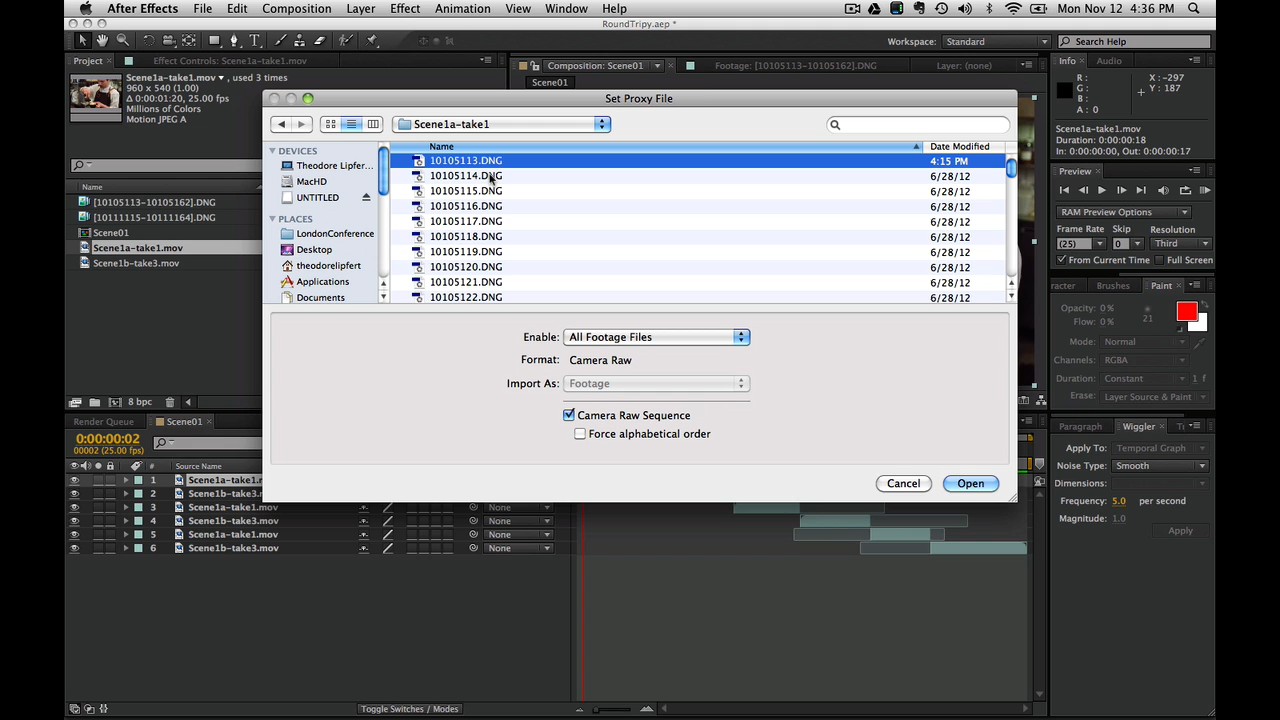 After Effects File Edit Composition Layer Effect Animation View Window Help Mon Nov 12 4:36 PM
RoundTripy.aep *
Workspace: Standard Search Help
Project Effect Controls: Scene1a-take1.mov Composition: Scene01 Footage: [10105113-10105162].DNG Layer: (none) Info Audio
Scene1a-take1.mov , used 3 times
960 x 540 (1.00)
Δ 0:00:01:20, 25.00 fps
Millions of Colors
Motion JPEG A
Scene01
R :
G :
B :
A : 0
X : -297
Y : 187
Scene1a-take1.mov
Duration: 0:00:00:18
In: 0:00:00:00, Out: 0:00:00:17
Set Proxy File
Scene1a-take1
DEVICES
Theodore Lipfer...
MacHD
UNTITLED
PLACES
LondonConference
Desktop
theodorelipfert
Applications
Documents
Name Date Modified
10105113.DNG 4:15 PM
10105114.DNG 6/28/12
10105115.DNG 6/28/12
10105116.DNG 6/28/12
10105117.DNG 6/28/12
10105118.DNG 6/28/12
10105119.DNG 6/28/12
10105120.DNG 6/28/12
10105121.DNG 6/28/12
10105122.DNG 6/28/12
Enable: All Footage Files
Format: Camera Raw
Import As: Footage
Camera Raw Sequence
Force alphabetical order
Cancel Open
Name
[10105113-10105162].DNG
[10111115-10111164].DNG
Scene01
Scene1a-take1.mov
Scene1b-take3.mov
8 bpc
Preview
RAM Preview Options
Frame Rate Skip Resolution
(25) 0 Third
From Current Time Full Screen
racter Brushes Paint
Opacity: 0 %
Flow: 0 %
21
Mode: Normal
Channels: RGBA
Duration: Constant 1 f
Erase: Layer Source & Paint
Render Queue Scene01
0:00:00:02
00002 (25.00 fps)
# Source Name
1 Scene1a-take1.
2 Scene1b-take3.m
3 Scene1a-take1.mov None
4 Scene1b-take3.mov None
5 Scene1a-take1.mov None
6 Scene1b-take3.mov None
Toggle Switches / Modes
Paragraph Wiggler
Apply To: Temporal Graph
Noise Type: Smooth
Dimensions:
Frequency: 5.0 per second
Magnitude: 1.0
Apply